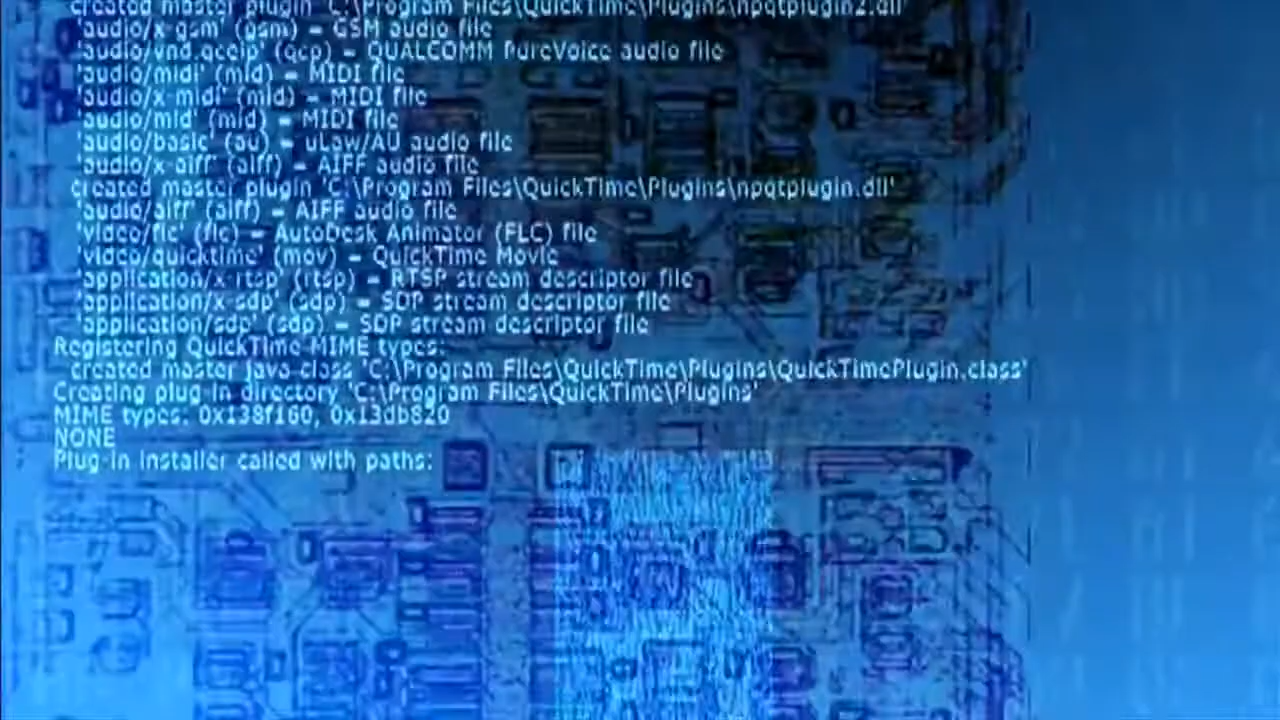 created master plugin 'C:\Program Files\QuickTime\Plugins\npqtplugin2.dll'
'audio/x-gsm' (gsm) = GSM audio file
'audio/vnd.qcelp' (qcp) = QUALCOMM PureVoice audio file
'audio/midi' (mid) = MIDI file
'audio/x-midi' (mid) = MIDI file
'audio/mid' (mid) = MIDI file
'audio/basic' (au) = uLaw/AU audio file
'audio/x-aiff' (aiff) = AIFF audio file
created master plugin 'C:\Program Files\QuickTime\Plugins\npqtplugin.dll'
'audio/aiff' (aiff) = AIFF audio file
'video/flc' (flc) = AutoDesk Animator (FLC) file
'video/quicktime' (mov) = QuickTime Movie
'application/x-rtsp' (rtsp) = RTSP stream descriptor file
'application/x-sdp' (sdp) = SDP stream descriptor file
'application/sdp' (sdp) = SDP stream descriptor file
Registering QuickTime MIME types:
created master java class 'C:\Program Files\QuickTime\Plugins\QuickTimePlugin.class'
Creating plug-in directory 'C:\Program Files\QuickTime\Plugins'
MIME types: 0x138f160, 0x13db820
NONE
Plug-in installer called with paths: